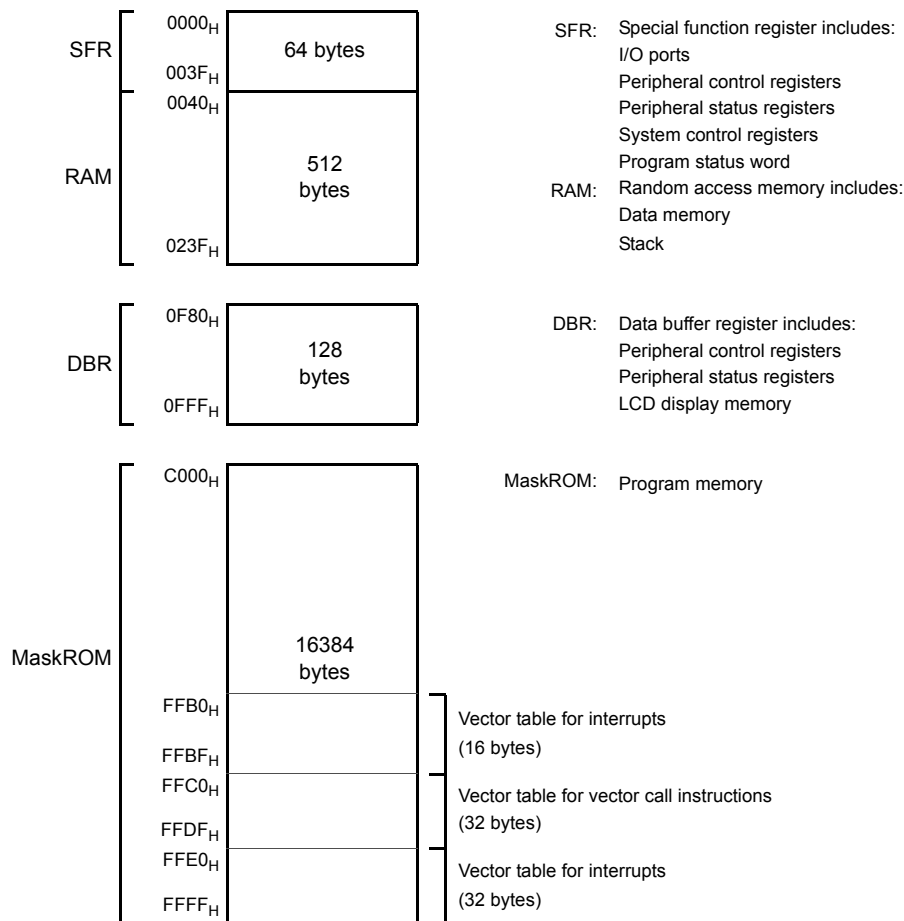 0000H
SFR
64 bytes
003FH
0040H
RAM
512
bytes
023FH
SFR: Special function register includes:
I/O ports
Peripheral control registers
Peripheral status registers
System control registers
Program status word
RAM: Random access memory includes:
Data memory
Stack
0F80H
DBR
128
bytes
0FFFH
DBR: Data buffer register includes:
Peripheral control registers
Peripheral status registers
LCD display memory
C000H
MaskROM: Program memory
MaskROM
16384
bytes
FFB0H
Vector table for interrupts
(16 bytes)
FFBFH
FFC0H
Vector table for vector call instructions
(32 bytes)
FFDFH
FFE0H
Vector table for interrupts
(32 bytes)
FFFFH